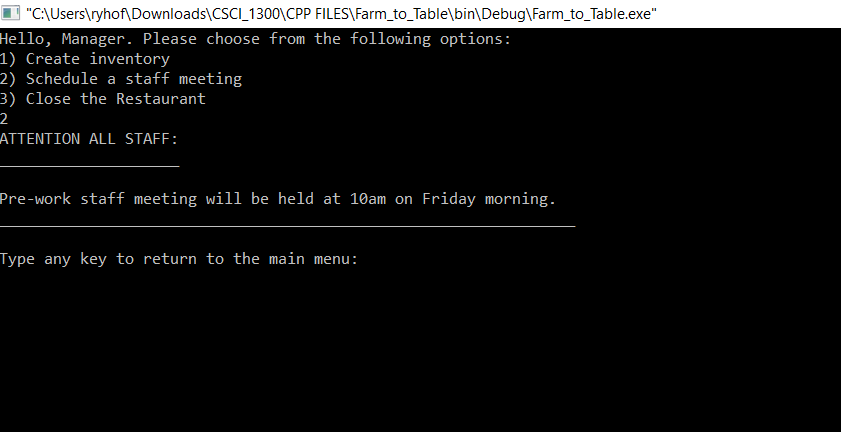 "C:\Users\ryhof\Downloads\CSCI_1300\CPP FILES\Farm_to_Table\bin\Debug\Farm_to_Table.exe"
Hello, Manager. Please choose from the following options:
1) Create inventory
2) Schedule a staff meeting
3) Close the Restaurant
2
ATTENTION ALL STAFF:
____________________
Pre-work staff meeting will be held at 10am on Friday morning.
________________________________________________________________
Type any key to return to the main menu: